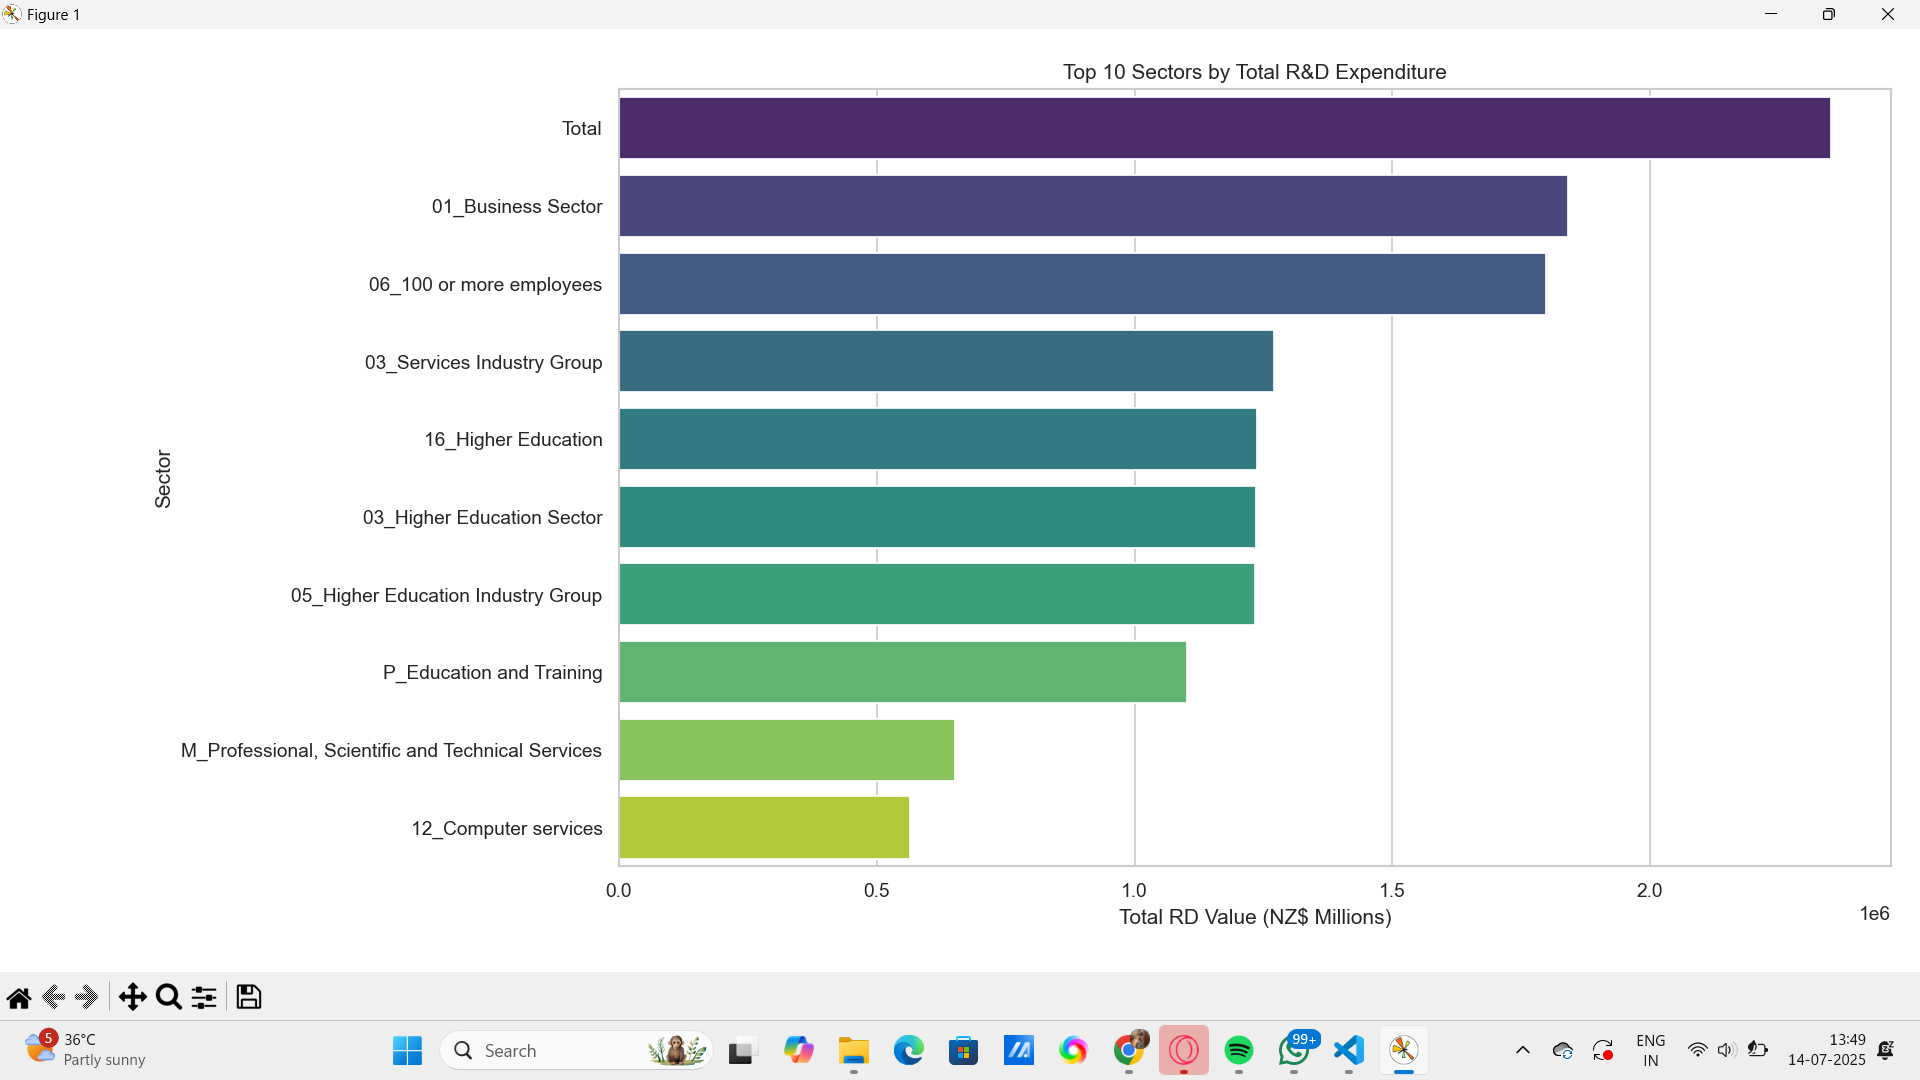 Figure 1
Top 10 Sectors by Total R&D Expenditure
Total
01_Business Sector
06_100 or more employees
03_Services Industry Group
16_Higher Education
03_Higher Education Sector
05_Higher Education Industry Group
P_Education and Training
M_Professional, Scientific and Technical Services
12_Computer services
Sector
0.0 0.5 1.0 1.5 2.0
1e6
Total RD Value (NZ$ Millions)
5
36°C
Partly sunny
Search
99+
ENG
IN
13:49
14-07-2025